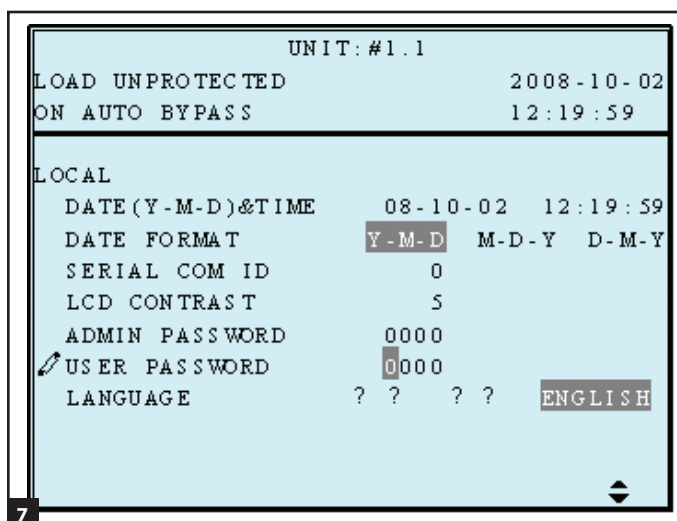 UNIT:#1.1
LOAD UNPROTECTED 2008-10-02
ON AUTO BYPASS 12:19:59
LOCAL
DATE(Y-M-D)&TIME 08-10-02 12:19:59
DATE FORMAT Y-M-D M-D-Y D-M-Y
SERIAL COM ID 0
LCD CONTRAST 5
ADMIN PASSWORD 0000
USER PASSWORD 0000
LANGUAGE ? ? ? ? ENGLISH
7